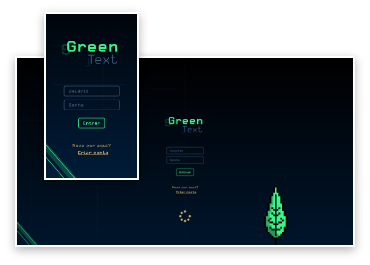 Green
Text
Usuário
Senha
Entrar
Novo por aqui?
Criar conta
Green
Text
Usuário
Senha
Entrar
Novo por aqui?
Criar conta